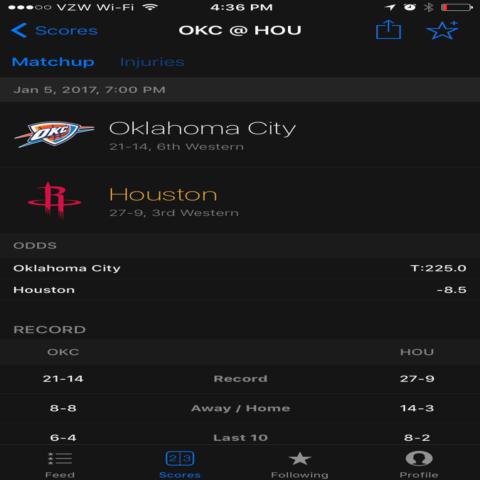 VZW Wi-Fi 4:36 PM
Scores OKC @ HOU
Matchup Injuries
Jan 5, 2017, 7:00 PM
OKC
Oklahoma City
21-14, 6th Western
R
Houston
27-9, 3rd Western
ODDS
Oklahoma City T:225.0
Houston -8.5
RECORD
OKC HOU
21-14 Record 27-9
8-8 Away / Home 14-3
6-4 Last 10 8-2
2 3
Feed Scores Following Profile